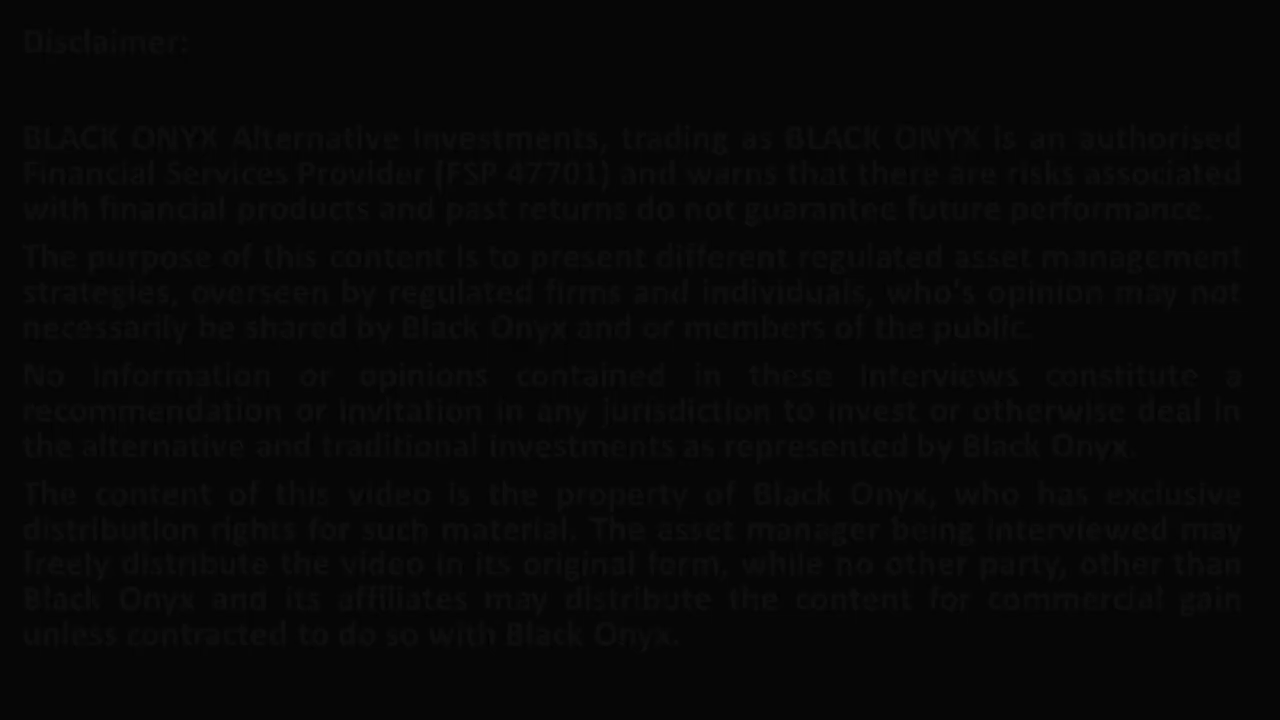 Disclaimer:
BLACK ONYX Alternative Investments, trading as BLACK ONYX is an authorised
Financial Services Provider (FSP 47701) and warns that there are risks associated
with financial products and past returns do not guarantee future performance.
The purpose of this content is to present different regulated asset management
strategies, overseen by regulated firms and individuals, who's opinion may not
necessarily be shared by Black Onyx and or members of the public.
No information or opinions contained in these interviews constitute a
recommendation or invitation in any jurisdiction to invest or otherwise deal in
the alternative and traditional investments as represented by Black Onyx.
The content of this video is the property of Black Onyx, who has exclusive
distribution rights for such material. The asset manager being interviewed may
freely distribute the video in its original form, while no other party, other than
Black Onyx and its affiliates may distribute the content for commercial gain
unless contracted to do so with Black Onyx.